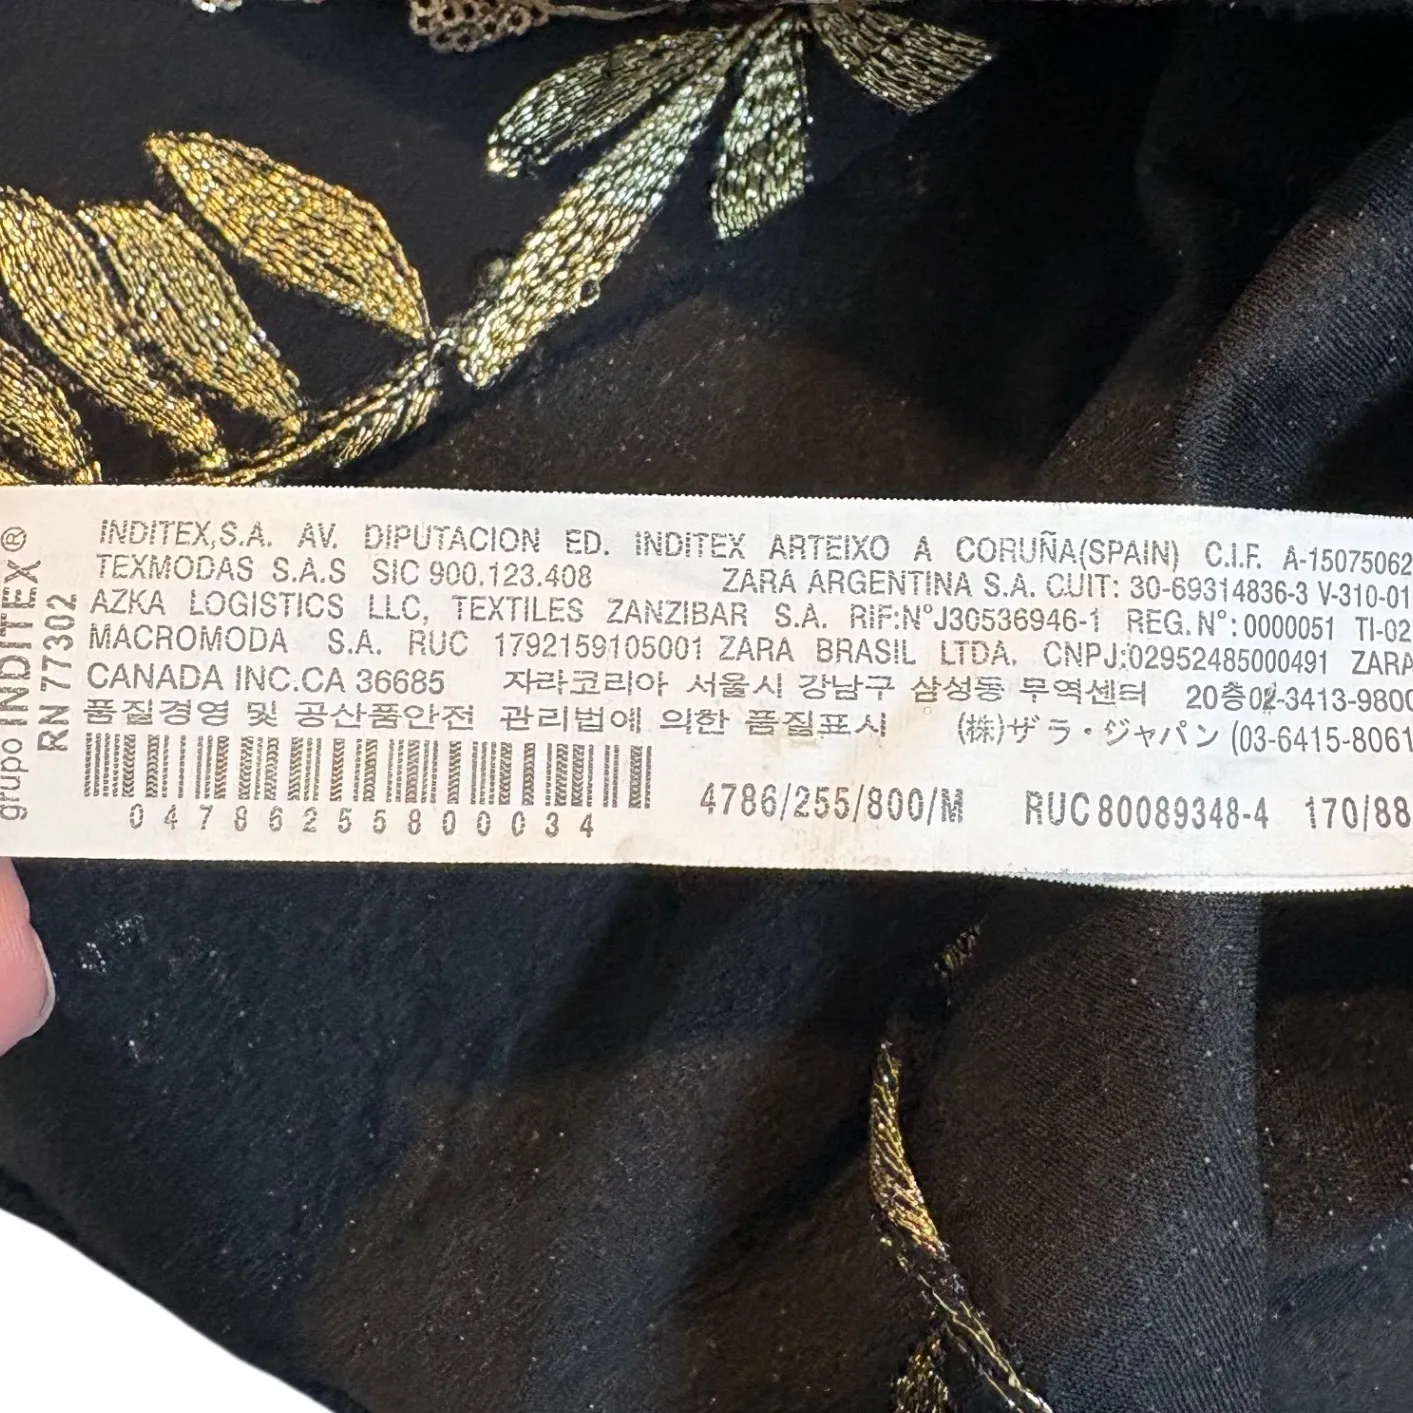 grupo INDITEX®
RN 77302
INDITEX,S.A. AV. DIPUTACION ED. INDITEX ARTEIXO A CORUÑA(SPAIN) C.I.F. A-15075062
TEXMODAS S.A.S SIC 900.123.408 ZARA ARGENTINA S.A. CUIT: 30-69314836-3 V-310-01
AZKA LOGISTICS LLC, TEXTILES ZANZIBAR S.A. RIF:N°J30536946-1 REG.N°:0000051 TI-02
MACROMODA S.A. RUC 1792159105001 ZARA BRASIL LTDA. CNPJ:02952485000491 ZARA
CANADA INC.CA 36685 자라코리아 서울시 강남구 삼성동 무역센터 20층02-3413-9800
품질경영 및 공산품안전 관리법에 의한 품질표시 (株)ザラ・ジャパン (03-6415-8061
04786255800034 4786/255/800/M RUC80089348-4 170/88